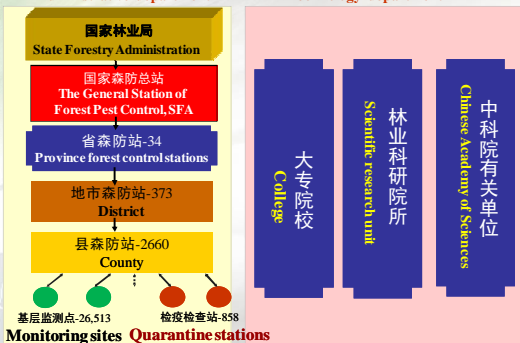 国家林业局
State Forestry Administration
国家森防总站
The General Station of
Forest Pest Control, SFA
省森防站-34
Province forest control stations
地市森防站-373
District
县森防站-2660
County
基层监测点-26,513
检疫检查站-858
Monitoring sites
Quarantine stations
大专院校
College
林业科研院所
Scientific research unit
中科院有关单位
Chinese Academy of Sciences